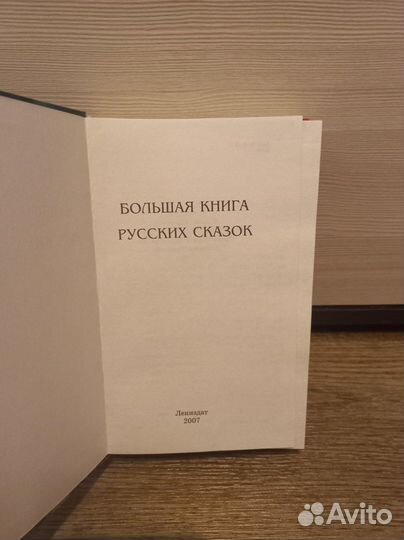 БОЛЬШАЯ КНИГА
РУССКИХ СКАЗОК
Лениздат
2007
Avito